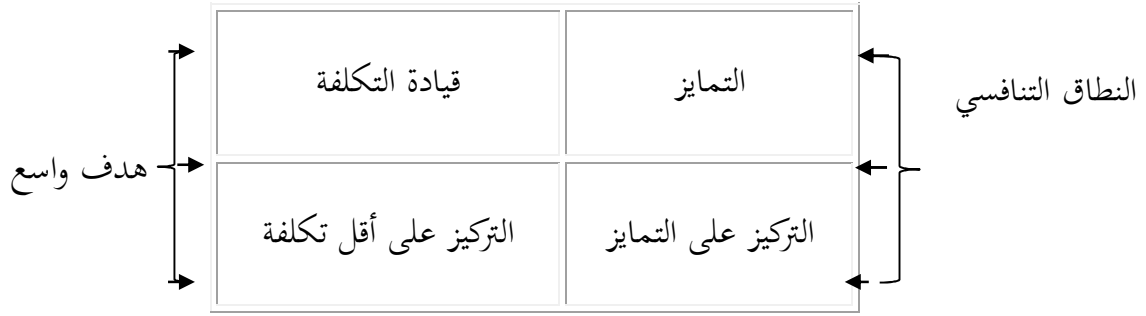 النطاق التنافسي
التمايز
قيادة التكلفة
هدف واسع
التركيز على التمايز
التركيز على أقل تكلفة